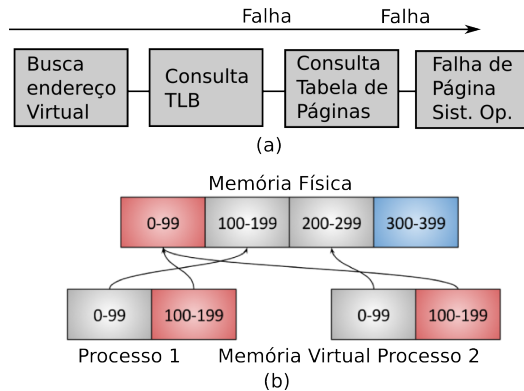 Falha Falha
Busca
endereço
Virtual
Consulta
TLB
Consulta
Tabela de
Páginas
Falha de
Página
Sist. Op.
(a)
Memória Física
0-99 100-199 200-299 300-399
0-99 100-199 0-99 100-199
Processo 1 Memória Virtual Processo 2
(b)